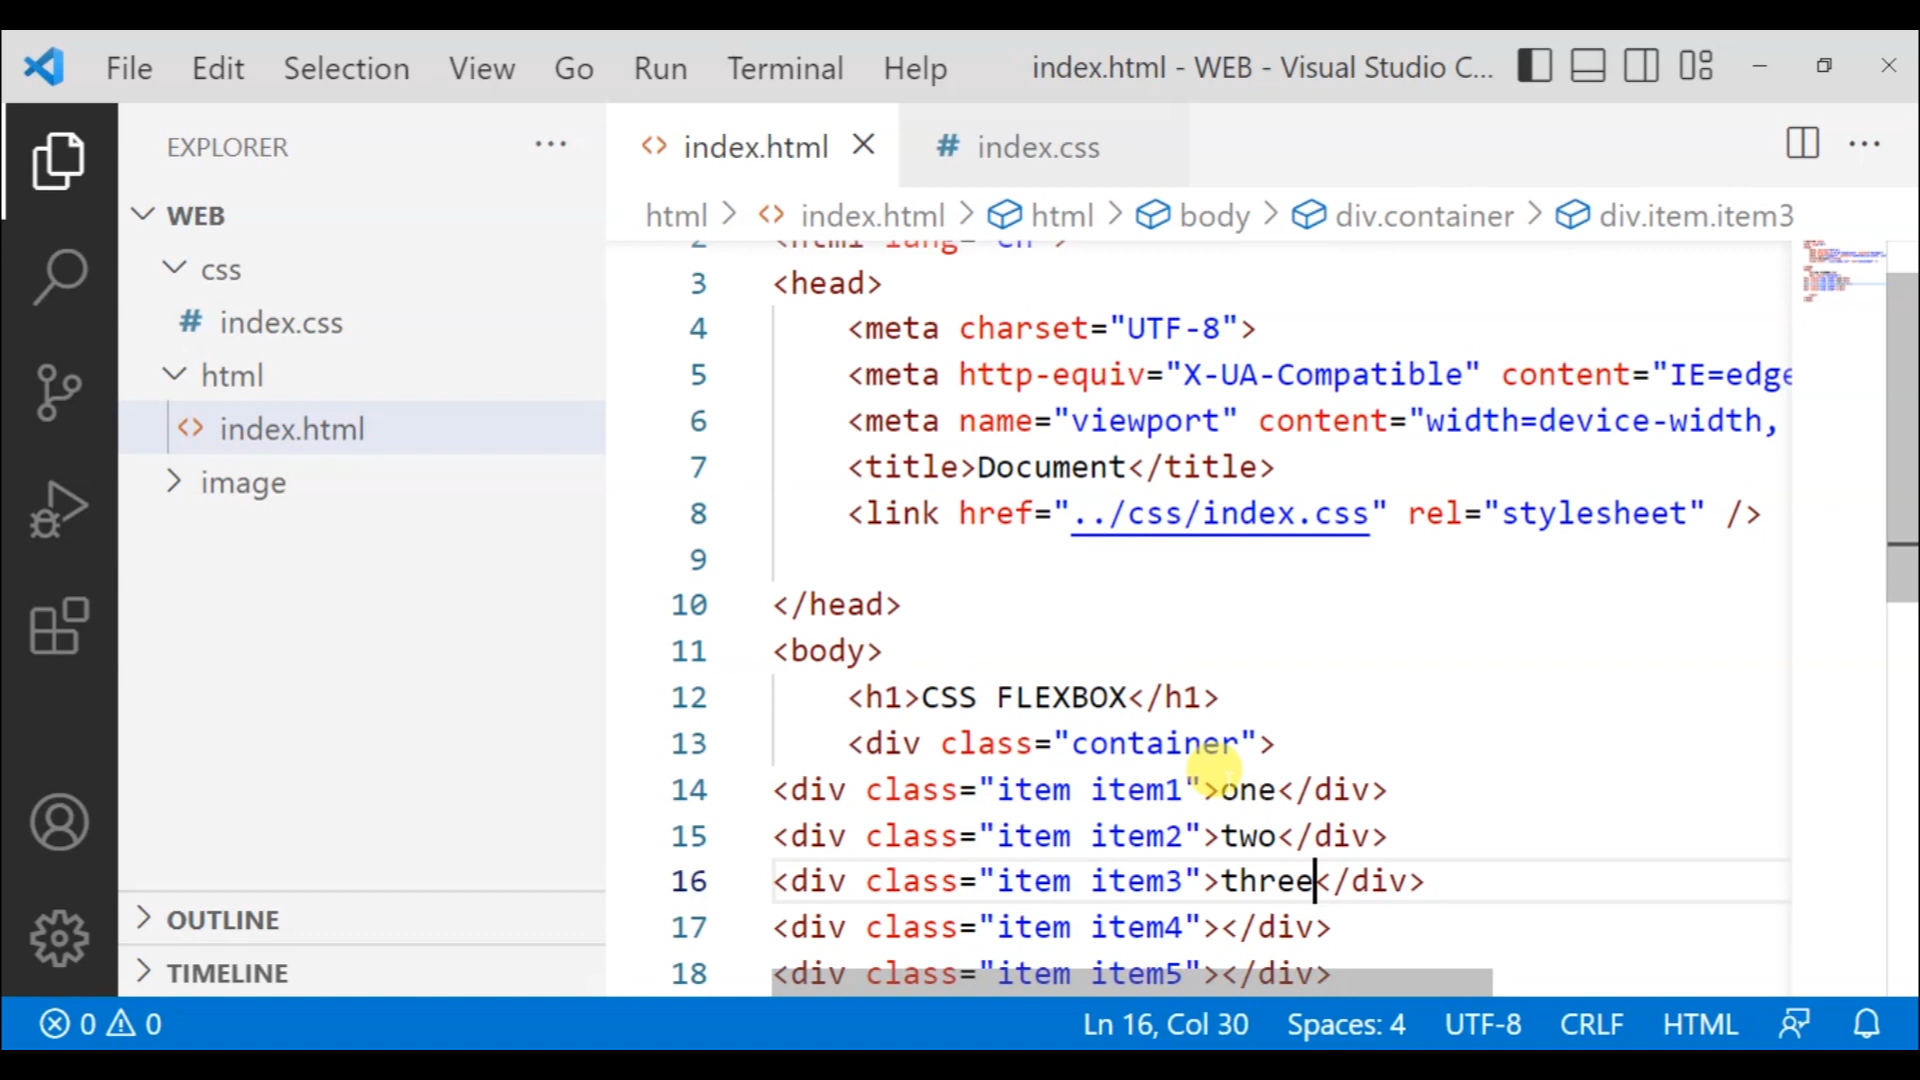 File Edit Selection View Go Run Terminal Help index.html - WEB - Visual Studio C...
EXPLORER
WEB
css
# index.css
html
<> index.html
image
OUTLINE
TIMELINE
<> index.html
# index.css
html > <> index.html > html > body > div.container > div.item.item3
2 <html lang="en">
3 <head>
4 <meta charset="UTF-8">
5 <meta http-equiv="X-UA-Compatible" content="IE=edge
6 <meta name="viewport" content="width=device-width,
7 <title>Document</title>
8 <link href="../css/index.css" rel="stylesheet" />
9
10 </head>
11 <body>
12 <h1>CSS FLEXBOX</h1>
13 <div class="container">
14 <div class="item item1">one</div>
15 <div class="item item2">two</div>
16 <div class="item item3">three</div>
17 <div class="item item4"></div>
18 <div class="item item5"></div>
0 0 Ln 16, Col 30 Spaces: 4 UTF-8 CRLF HTML